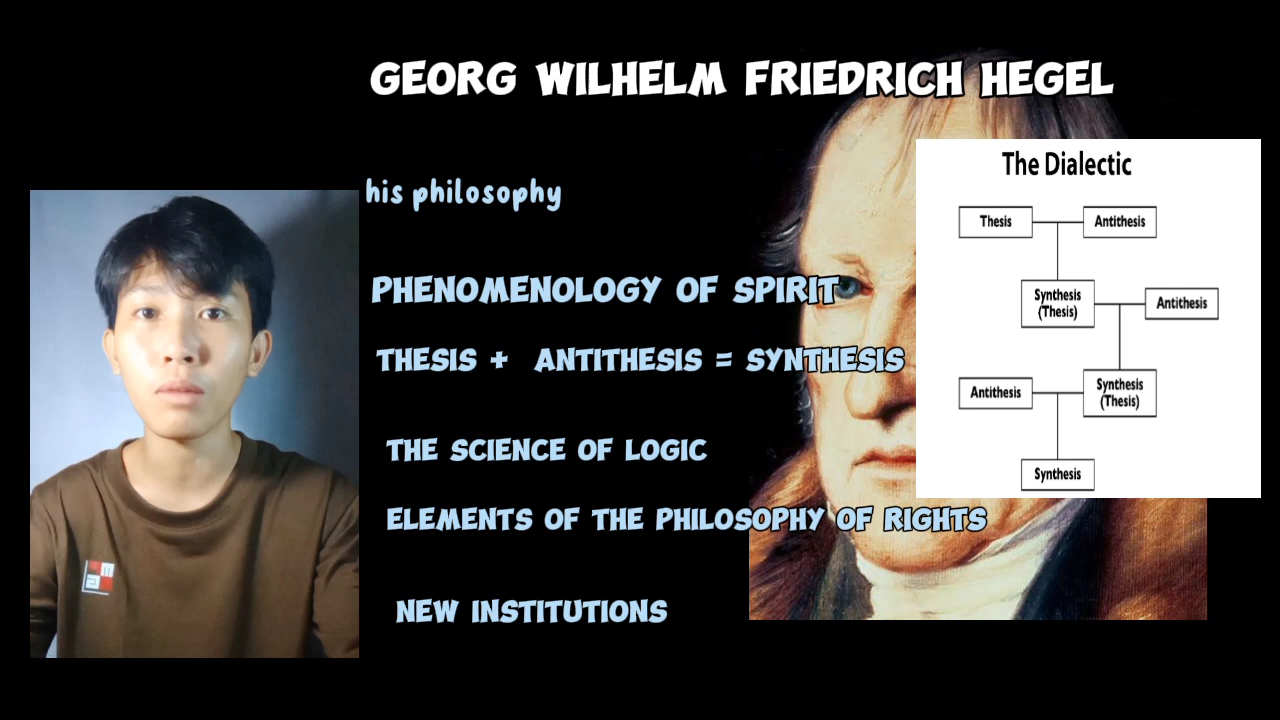 GEORG WILHELM FRIEDRICH HEGEL
his philosophy
PHENOMENOLOGY OF SPIRIT
THESIS + ANTITHESIS = SYNTHESIS
THE SCIENCE OF LOGIC
ELEMENTS OF THE PHILOSOPHY OF RIGHTS
NEW INSTITUTIONS
The Dialectic
Thesis
Antithesis
Synthesis
(Thesis)
Antithesis
Antithesis
Synthesis
(Thesis)
Synthesis